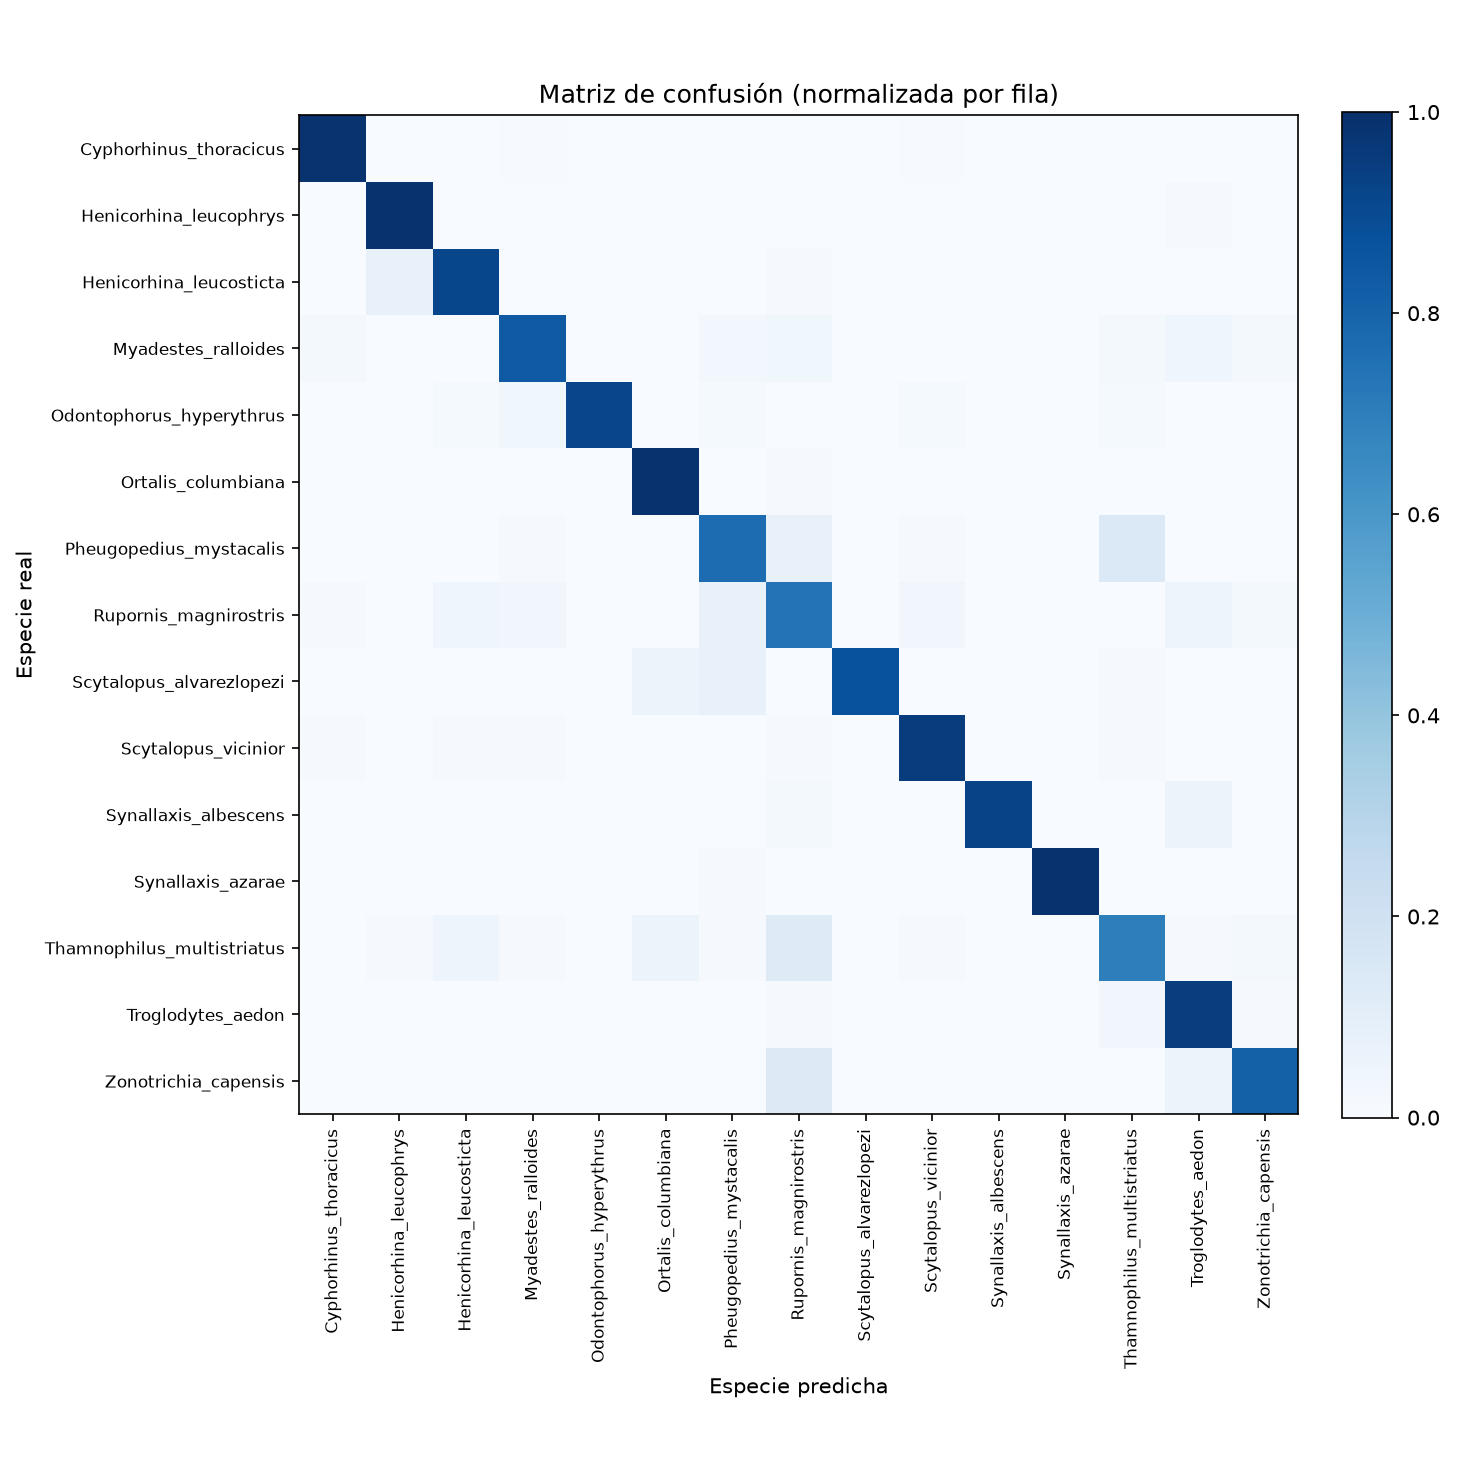 Matriz de confusión (normalizada por fila)
Especie real
Cyphorhinus_thoracicus
Henicorhina_leucophrys
Henicorhina_leucosticta
Myadestes_ralloides
Odontophorus_hyperythrus
Ortalis_columbiana
Pheugopedius_mystacalis
Rupornis_magnirostris
Scytalopus_alvarezlopezi
Scytalopus_vicinior
Synallaxis_albescens
Synallaxis_azarae
Thamnophilus_multistriatus
Troglodytes_aedon
Zonotrichia_capensis
Cyphorhinus_thoracicus
Henicorhina_leucophrys
Henicorhina_leucosticta
Myadestes_ralloides
Odontophorus_hyperythrus
Ortalis_columbiana
Pheugopedius_mystacalis
Rupornis_magnirostris
Scytalopus_alvarezlopezi
Scytalopus_vicinior
Synallaxis_albescens
Synallaxis_azarae
Thamnophilus_multistriatus
Troglodytes_aedon
Zonotrichia_capensis
Especie predicha
1.0
0.8
0.6
0.4
0.2
0.0